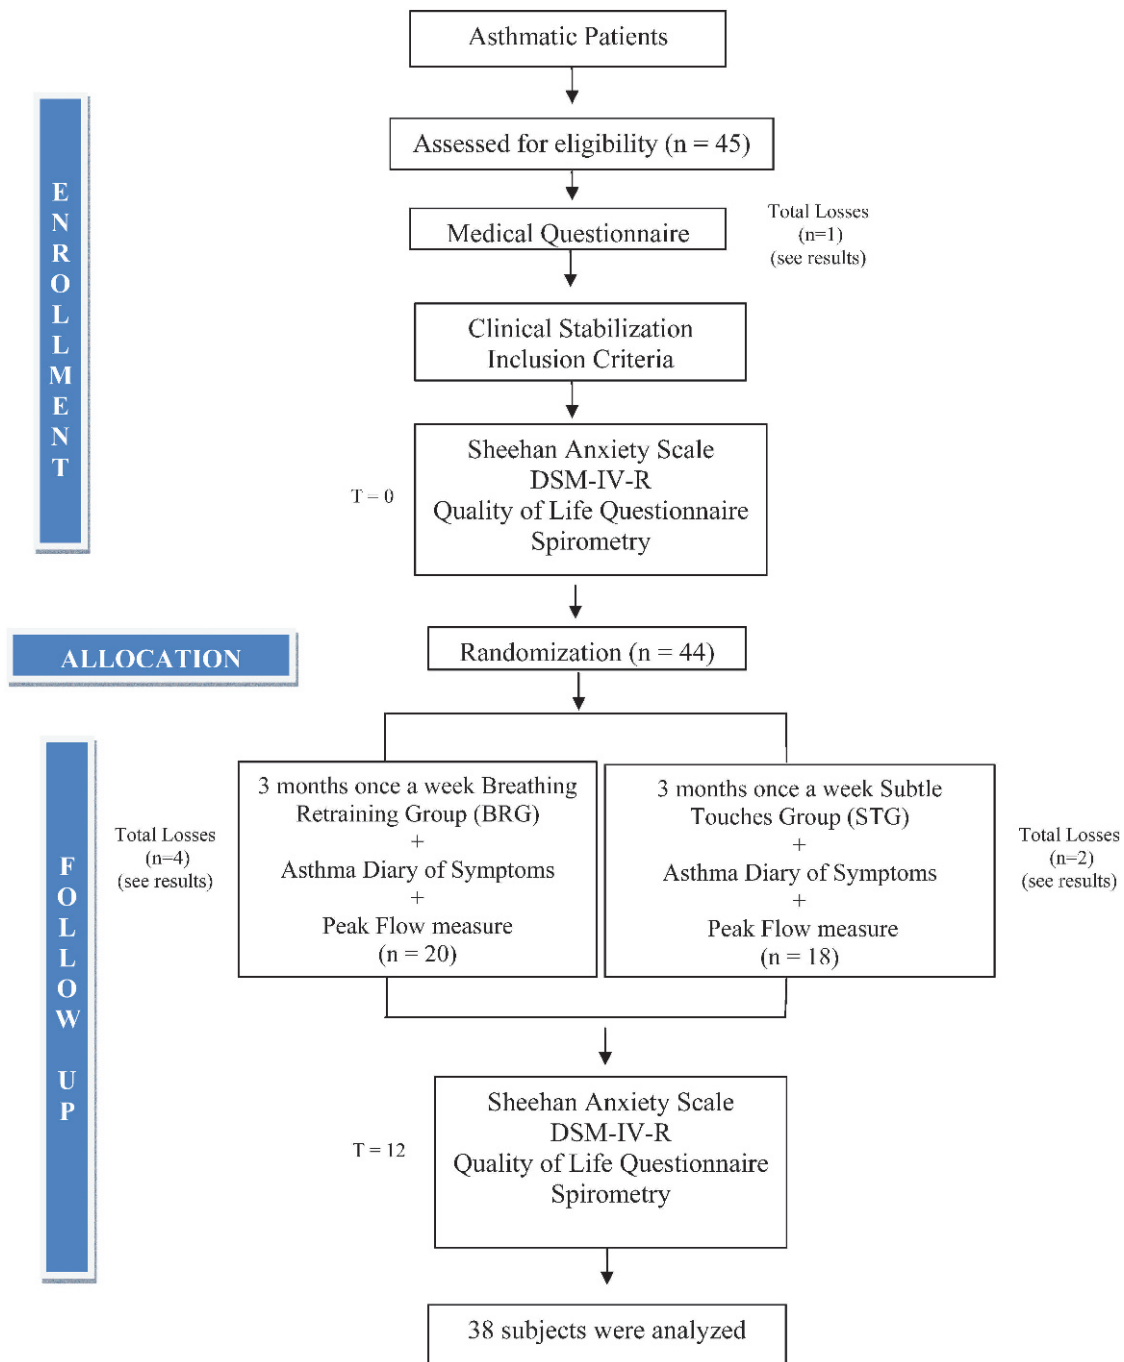 Asthmatic Patients
ENROLLMENT
Assessed for eligibility (n = 45)
Medical Questionnaire
Total Losses
(n=1)
(see results)
Clinical Stabilization
Inclusion Criteria
T = 0
Sheehan Anxiety Scale
DSM-IV-R
Quality of Life Questionnaire
Spirometry
ALLOCATION
Randomization (n = 44)
FOLLOW UP
Total Losses
(n=4)
(see results)
3 months once a week Breathing
Retraining Group (BRG)
+
Asthma Diary of Symptoms
+
Peak Flow measure
(n = 20)
3 months once a week Subtle
Touches Group (STG)
+
Asthma Diary of Symptoms
+
Peak Flow measure
(n = 18)
Total Losses
(n=2)
(see results)
T = 12
Sheehan Anxiety Scale
DSM-IV-R
Quality of Life Questionnaire
Spirometry
38 subjects were analyzed